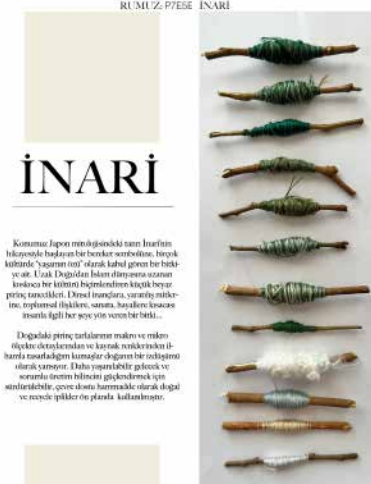 RUMUZ: P7E5E İNARİ
İNARİ
Konumuz Japon mitolojisindeki tanrı İnari'nin
hikayesiyle başlayan bir bereket sembolüne, birçok
kültürde "yaşamın özü" olarak kabul gören bir bitki-
ye ait. Uzak Doğu'dan İslam dünyasına uzanan
koskoca bir kültürü biçimlendiren küçük beyaz
pirinç tanecikleri. Dinsel inançlara, yaratılış mitler-
ine, toplumsal ilişkilere, sanata, hayallere kısacası
insanla ilgili her şeye yön veren bir bitki...
Doğadaki pirinç tarlalarının makro ve mikro
ölçekte detaylarından ve kaynak renklerinden il-
hamla tasarladığım kumaşlar doğanın bir izdüşümü
olarak yansıyor. Daha yaşanılabilir gelecek ve
sorumlu üretim bilincini güçlendirmek için
sürdürülebilir, çevre dostu hammadde olarak doğal
ve recycle iplikler ön planda kullanılmıştır.